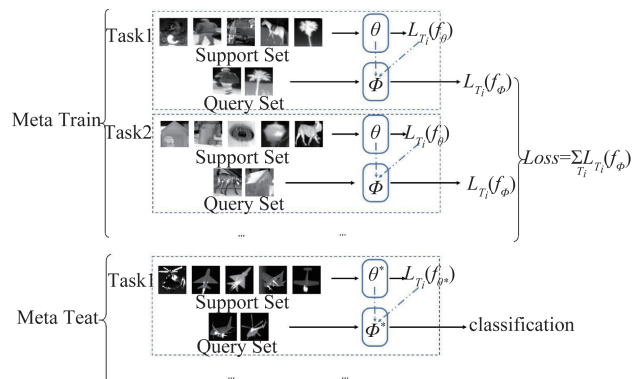 Task1
θ
L_{T_i}(f_θ)
Support Set
Φ
L_{T_i}(f_Φ)
Query Set
Meta Train
Task2
θ
L_{T_i}(f_θ)
Loss=Σ_{T_i}L_{T_i}(f_Φ)
Support Set
Φ
L_{T_i}(f_Φ)
Query Set
... ...
Task1
θ*
L_{T_i}(f_{θ*})
Support Set
Meta Teat
Φ*
classification
Query Set
... ...